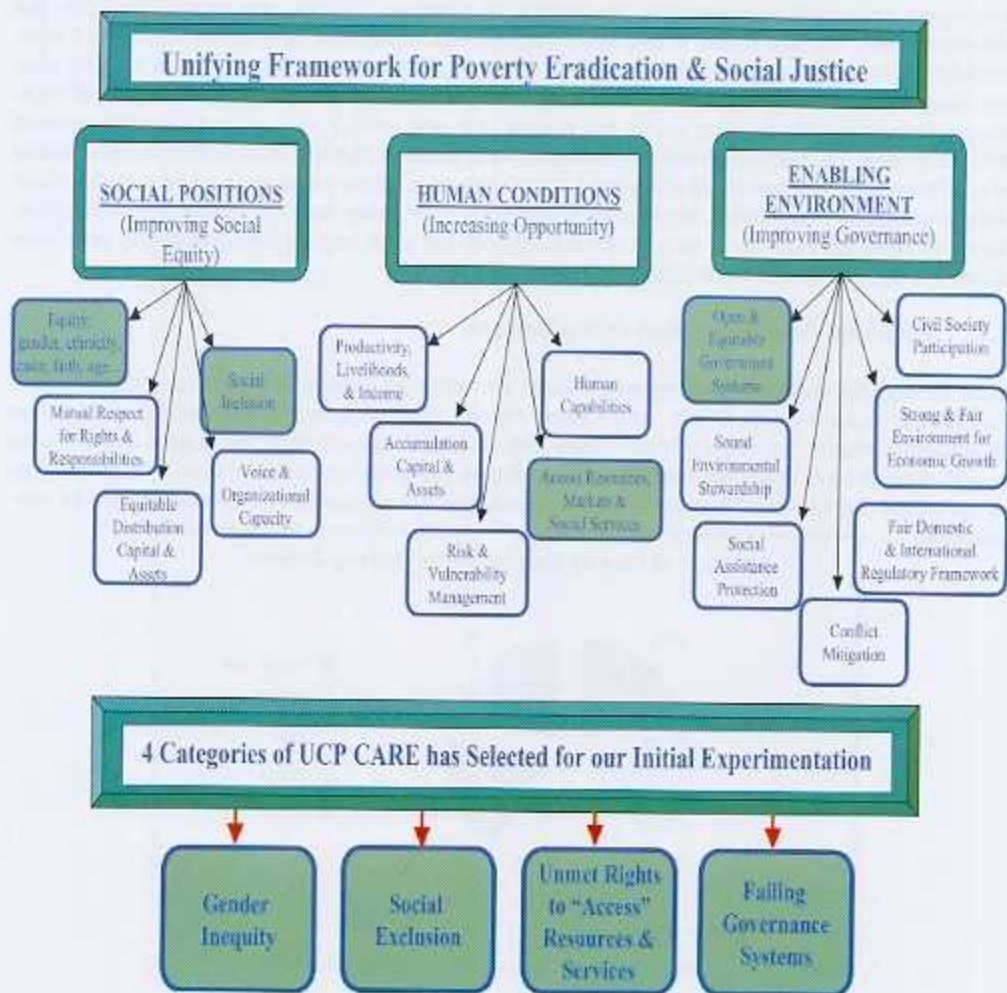 Unifying Framework for Poverty Eradication & Social Justice
SOCIAL POSITIONS
(Improving Social
Equity)
HUMAN CONDITIONS
(Increasing Opportunity)
ENABLING
ENVIRONMENT
(Improving Governance)
Equity:
gender, ethnicity,
caste, faith, age...
Social
Inclusion
Mutual Respect
for Rights &
Responsibilities
Voice &
Organizational
Capacity
Equitable
Distribution
Capital &
Assets
Productivity,
Livelihoods,
& Income
Human
Capabilities
Accumulation
Capital &
Assets
Access Resources,
Markets &
Social Services
Risk &
Vulnerability
Management
Open &
Equitable
Government
Systems
Civil Society
Participation
Sound
Environmental
Stewardship
Strong & Fair
Environment for
Economic Growth
Social
Assistance
Protection
Fair Domestic
& International
Regulatory Framework
Conflict
Mitigation
4 Categories of UCP CARE has Selected for our Initial Experimentation
Gender
Inequity
Social
Exclusion
Unmet Rights
to “Access”
Resources &
Services
Failing
Governance
Systems